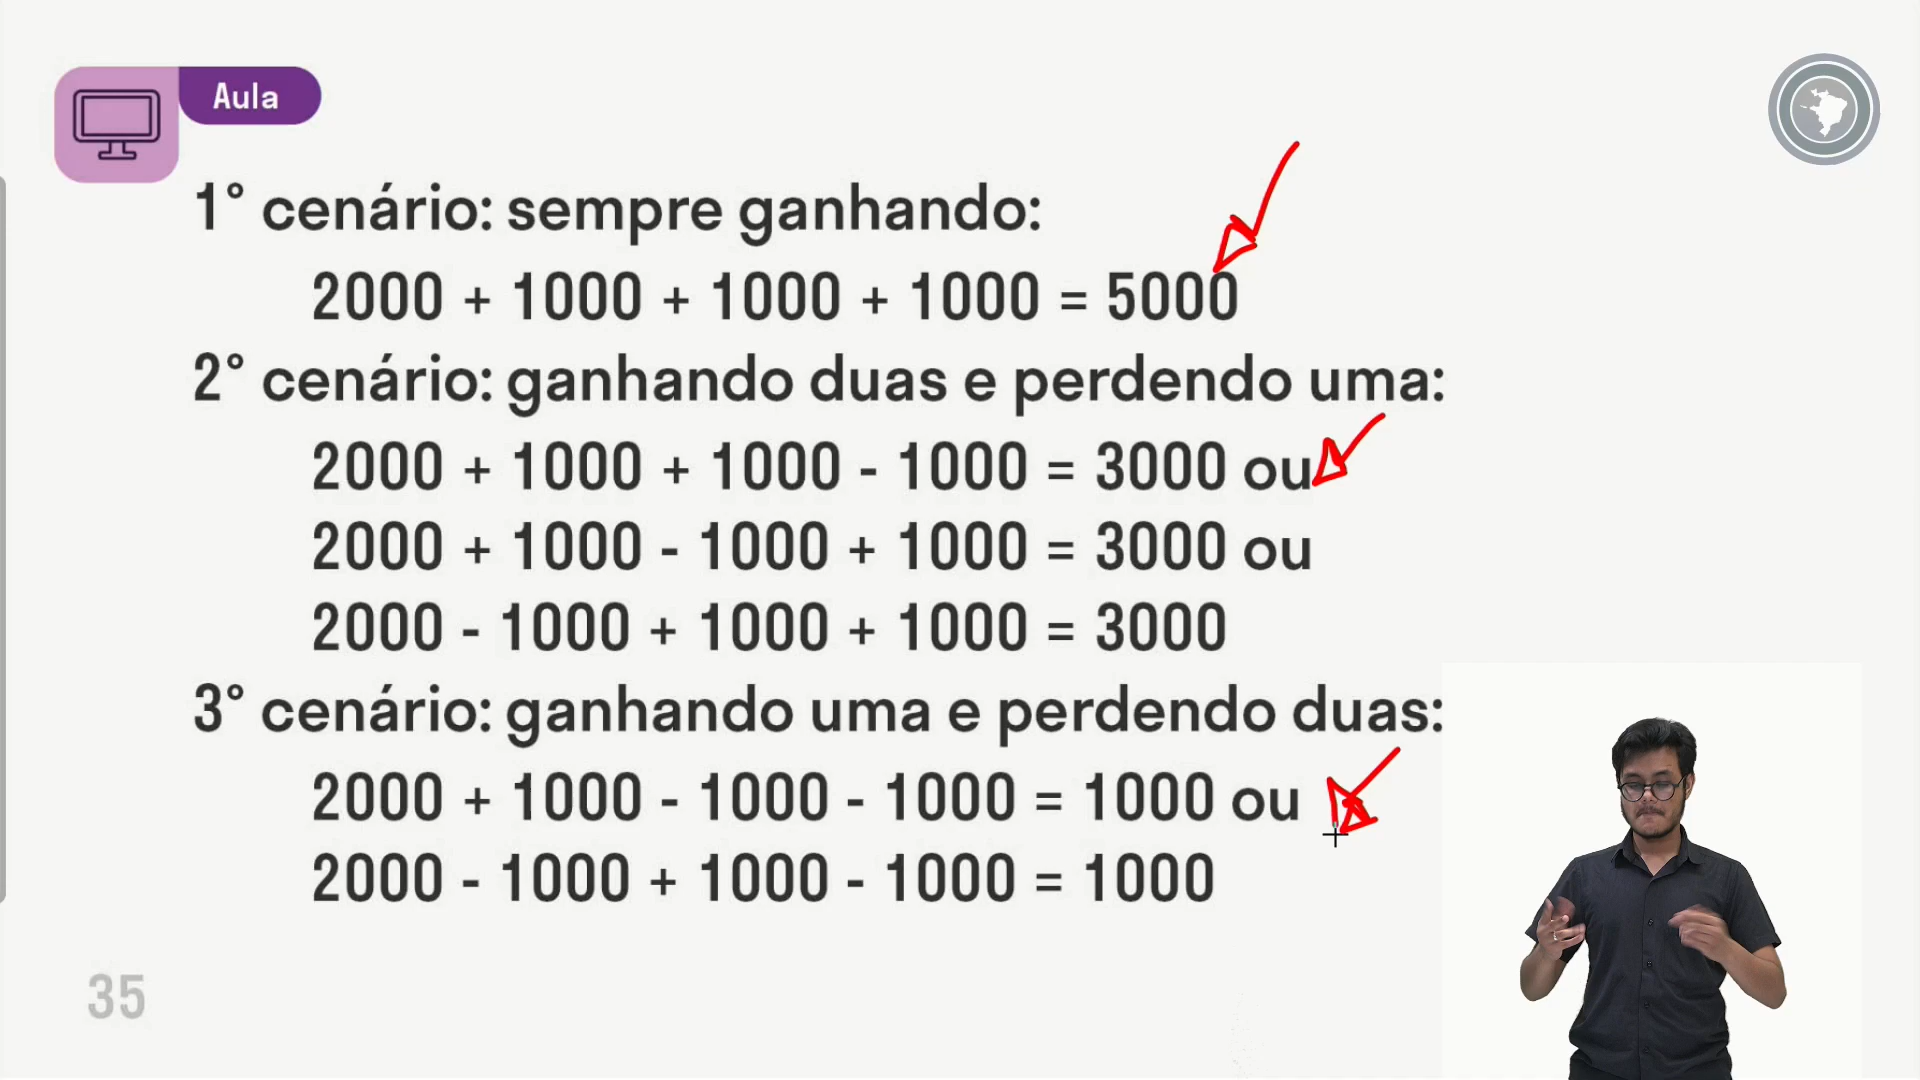 Aula
1° cenário: sempre ganhando:
2000 + 1000 + 1000 + 1000 = 5000
2° cenário: ganhando duas e perdendo uma:
2000 + 1000 + 1000 - 1000 = 3000 ou
2000 + 1000 - 1000 + 1000 = 3000 ou
2000 - 1000 + 1000 + 1000 = 3000
3° cenário: ganhando uma e perdendo duas:
2000 + 1000 - 1000 - 1000 = 1000 ou
2000 - 1000 + 1000 - 1000 = 1000
35